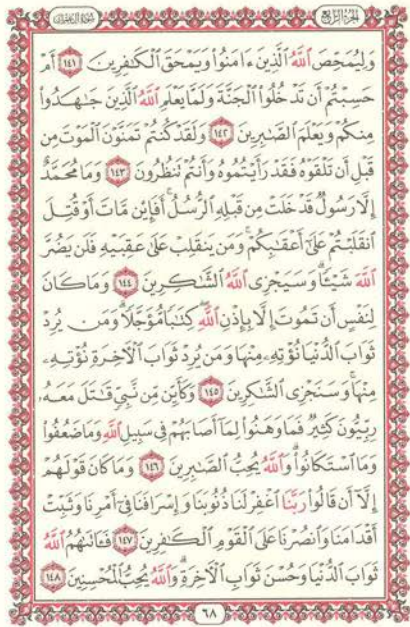 سورة آل عمران
الجزء الرابع
وَلِيُمَحِّصَ ٱللَّهُ ٱلَّذِينَ ءَامَنُوا۟ وَيَمْحَقَ ٱلْكَـٰفِرِينَ ١٤١ أَمْ
حَسِبْتُمْ أَن تَدْخُلُوا۟ ٱلْجَنَّةَ وَلَمَّا يَعْلَمِ ٱللَّهُ ٱلَّذِينَ جَـٰهَدُوا۟
مِنكُمْ وَيَعْلَمَ ٱلصَّـٰبِرِينَ ١٤٢ وَلَقَدْ كُنتُمْ تَمَنَّوْنَ ٱلْمَوْتَ مِن
قَبْلِ أَن تَلْقَوْهُ فَقَدْ رَأَيْتُمُوهُ وَأَنتُمْ تَنظُرُونَ ١٤٣ وَمَا مُحَمَّدٌ
إِلَّا رَسُولٌ قَدْ خَلَتْ مِن قَبْلِهِ ٱلرُّسُلُ ۚ أَفَإِي۟ن مَّاتَ أَوْ قُتِلَ
ٱنقَلَبْتُمْ عَلَىٰٓ أَعْقَـٰبِكُمْ ۚ وَمَن يَنقَلِبْ عَلَىٰ عَقِبَيْهِ فَلَن يَضُرَّ
ٱللَّهَ شَيْـًٔا ۗ وَسَيَجْزِى ٱللَّهُ ٱلشَّـٰكِرِينَ ١٤٤ وَمَا كَانَ
لِنَفْسٍ أَن تَمُوتَ إِلَّا بِإِذْنِ ٱللَّهِ كِتَـٰبًا مُّؤَجَّلًا ۗ وَمَن يُرِدْ
ثَوَابَ ٱلدُّنْيَا نُؤْتِهِۦ مِنْهَا وَمَن يُرِدْ ثَوَابَ ٱلْـَٔاخِرَةِ نُؤْتِهِۦ
مِنْهَا ۚ وَسَنَجْزِى ٱلشَّـٰكِرِينَ ١٤٥ وَكَأَيِّن مِّن نَّبِىٍّ قَـٰتَلَ مَعَهُۥ
رِبِّيُّونَ كَثِيرٌ فَمَا وَهَنُوا۟ لِمَآ أَصَابَهُمْ فِى سَبِيلِ ٱللَّهِ وَمَا ضَعُفُوا۟
وَمَا ٱسْتَكَانُوا۟ ۗ وَٱللَّهُ يُحِبُّ ٱلصَّـٰبِرِينَ ١٤٦ وَمَا كَانَ قَوْلَهُمْ
إِلَّآ أَن قَالُوا۟ رَبَّنَا ٱغْفِرْ لَنَا ذُنُوبَنَا وَإِسْرَافَنَا فِىٓ أَمْرِنَا وَثَبِّتْ
أَقْدَامَنَا وَٱنصُرْنَا عَلَى ٱلْقَوْمِ ٱلْكَـٰفِرِينَ ١٤٧ فَـَٔاتَىٰهُمُ ٱللَّهُ
ثَوَابَ ٱلدُّنْيَا وَحُسْنَ ثَوَابِ ٱلْـَٔاخِرَةِ ۗ وَٱللَّهُ يُحِبُّ ٱلْمُحْسِنِينَ ١٤٨
٦٨